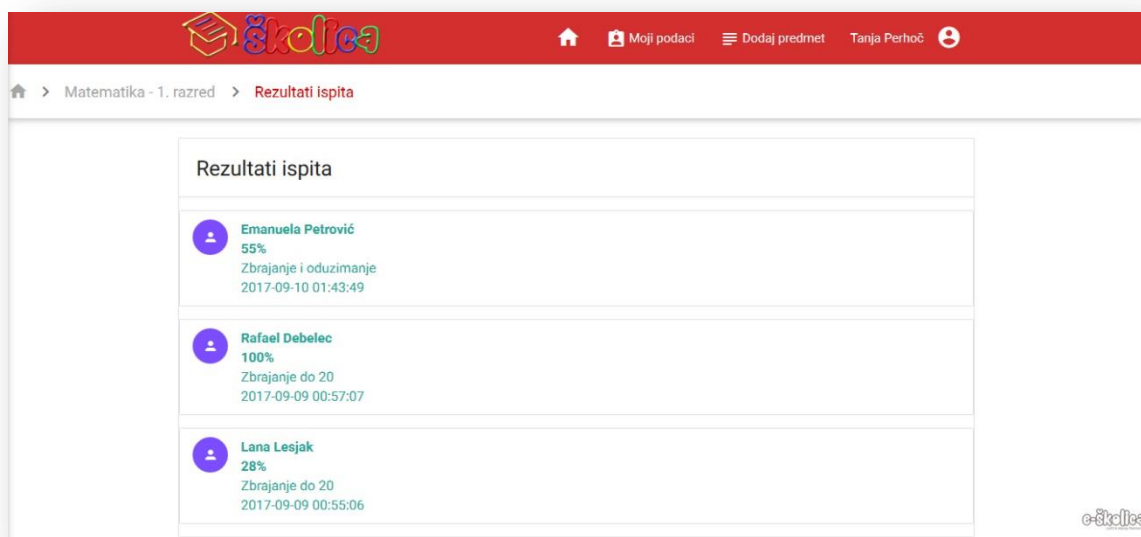 e školica
Moji podaci
Dodaj predmet
Tanja Perhoč
Matematika - 1. razred > Rezultati ispita
Rezultati ispita
Emanuela Petrović
55%
Zbrajanje i oduzimanje
2017-09-10 01:43:49
Rafael Debelec
100%
Zbrajanje do 20
2017-09-09 00:57:07
Lana Lesjak
28%
Zbrajanje do 20
2017-09-09 00:55:06
e-školica